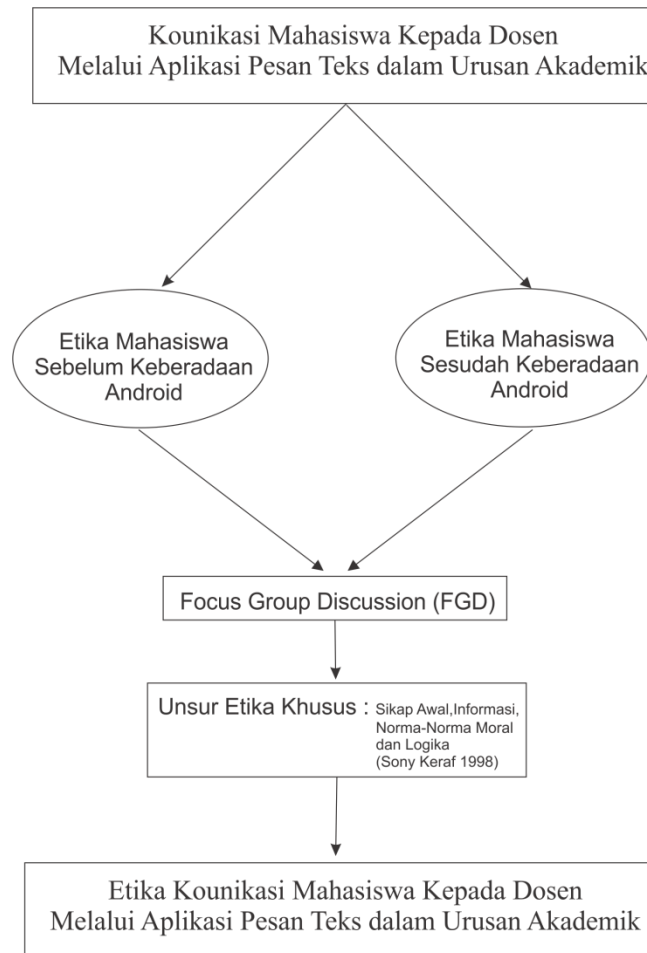 Kounikasi Mahasiswa Kepada Dosen
Melalui Aplikasi Pesan Teks dalam Urusan Akademik
Etika Mahasiswa
Sebelum Keberadaan
Android
Etika Mahasiswa
Sesudah Keberadaan
Android
Focus Group Discussion (FGD)
Unsur Etika Khusus : Sikap Awal,Informasi,
Norma-Norma Moral
dan Logika
(Sony Keraf 1998)
Etika Kounikasi Mahasiswa Kepada Dosen
Melalui Aplikasi Pesan Teks dalam Urusan Akademik